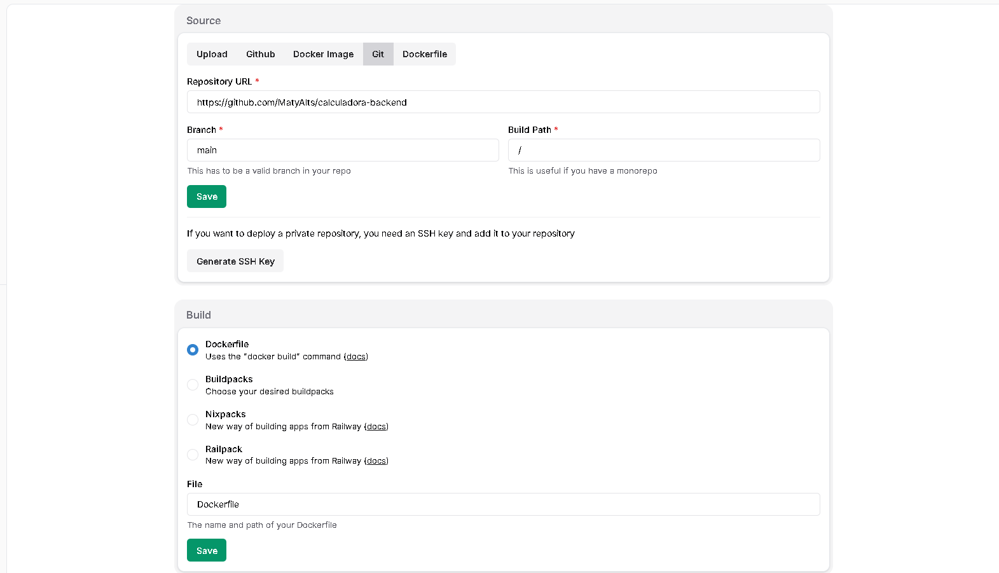 Source
Upload Github Docker Image Git Dockerfile
Repository URL *
https://github.com/MatyAlts/calculadora-backend
Branch * Build Path *
main /
This has to be a valid branch in your repo This is useful if you have a monorepo
Save
If you want to deploy a private repository, you need an SSH key and add it to your repository
Generate SSH Key
Build
Dockerfile
Uses the "docker build" command (docs)
Buildpacks
Choose your desired buildpacks
Nixpacks
New way of building apps from Railway (docs)
Railpack
New way of building apps from Railway (docs)
File
Dockerfile
The name and path of your Dockerfile
Save